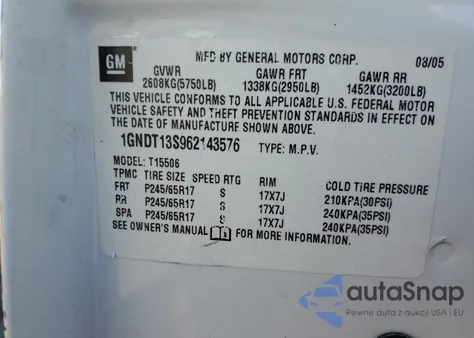 GM
MFD BY GENERAL MOTORS CORP. 08/05
GVWR GAWR FRT GAWR RR
2608KG(5750LB) 1338KG(2950LB) 1452KG(3200LB)
THIS VEHICLE CONFORMS TO ALL APPLICABLE U.S. FEDERAL MOTOR
VEHICLE SAFETY AND THEFT PREVENTION STANDARDS IN EFFECT ON
THE DATE OF MANUFACTURE SHOWN ABOVE.
1GNDT13S962143576 TYPE: M.P.V.
MODEL: T15506
TPMC TIRE SIZE SPEED RTG RIM COLD TIRE PRESSURE
FRT P245/65R17 S 17X7J 210KPA(30PSI)
RR P245/65R17 S 17X7J 240KPA(35PSI)
SPA P245/65R17 S 17X7J 240KPA(35PSI)
SEE OWNER'S MANUAL FOR MORE INFORMATION.
autoSnap
Pewne auta z aukcji USA i EU